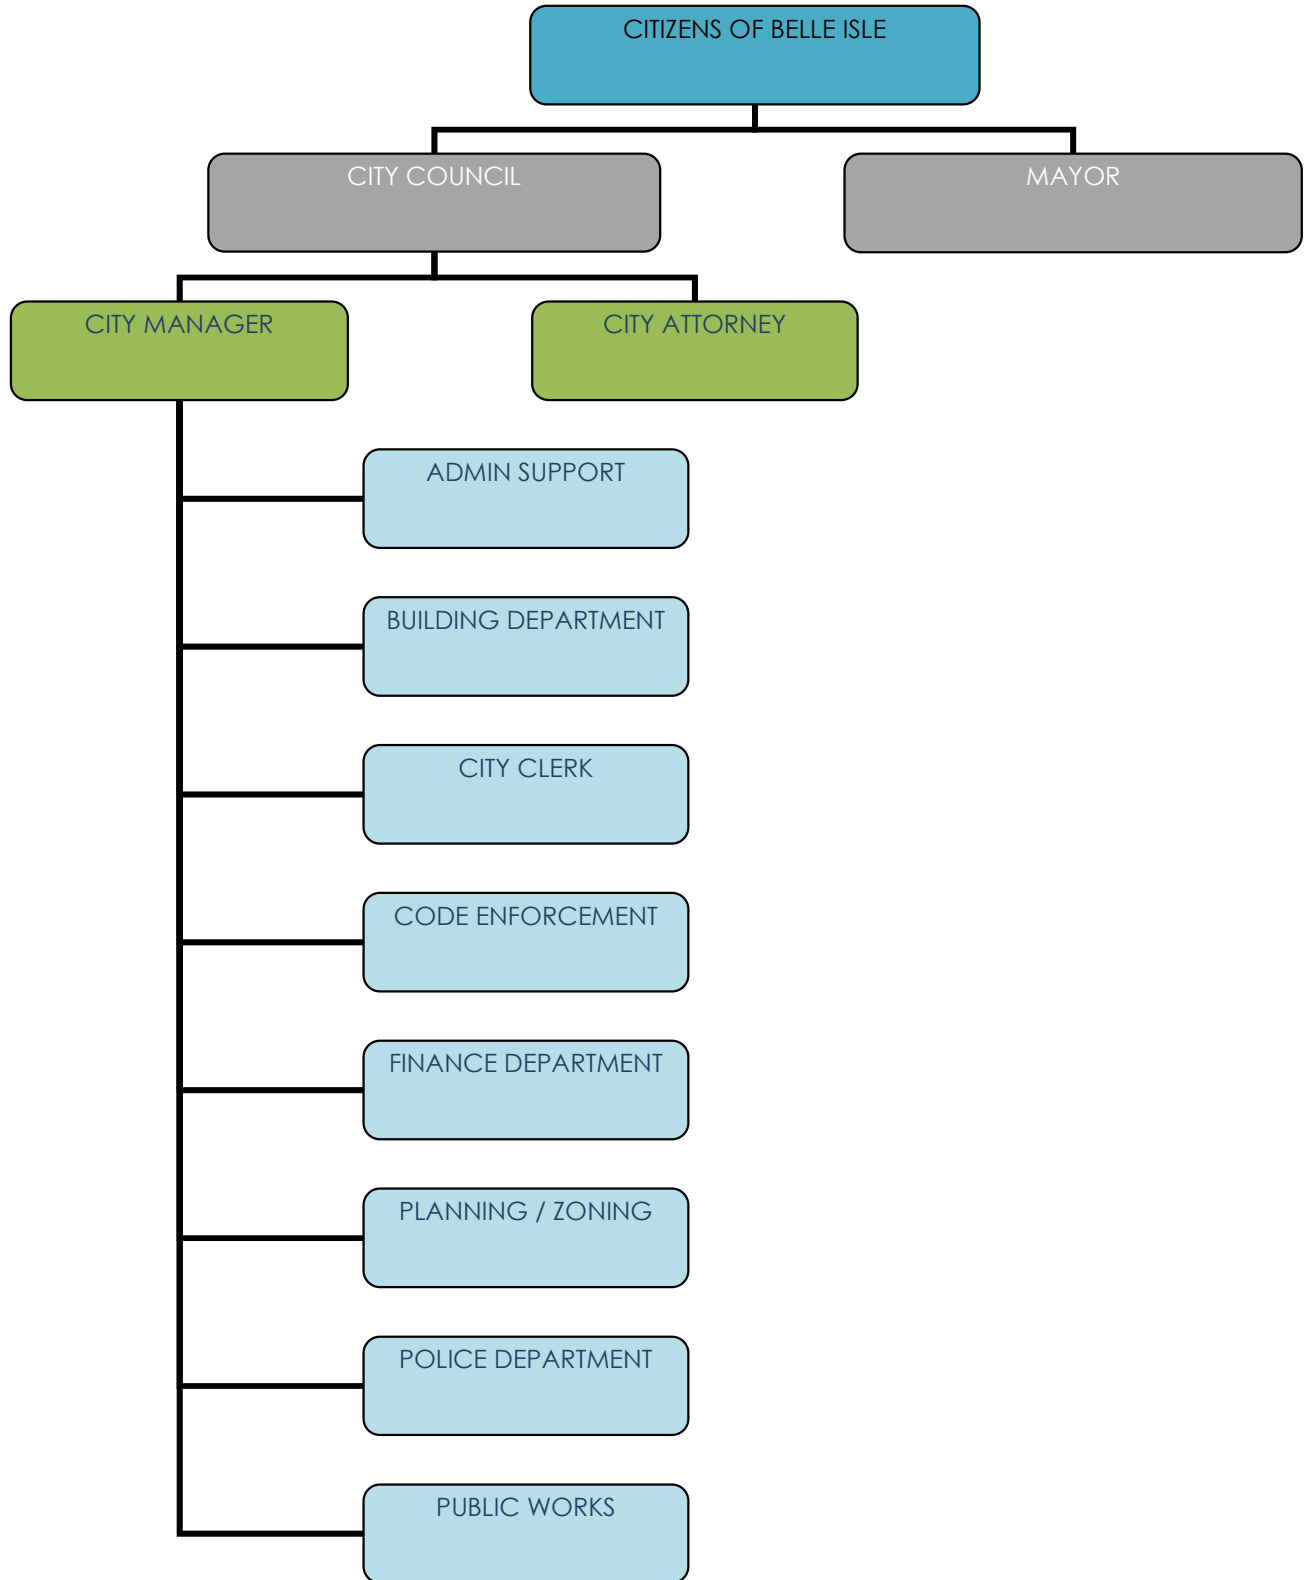 CITIZENS OF BELLE ISLE
CITY COUNCIL
MAYOR
CITY MANAGER
CITY ATTORNEY
ADMIN SUPPORT
BUILDING DEPARTMENT
CITY CLERK
CODE ENFORCEMENT
FINANCE DEPARTMENT
PLANNING / ZONING
POLICE DEPARTMENT
PUBLIC WORKS